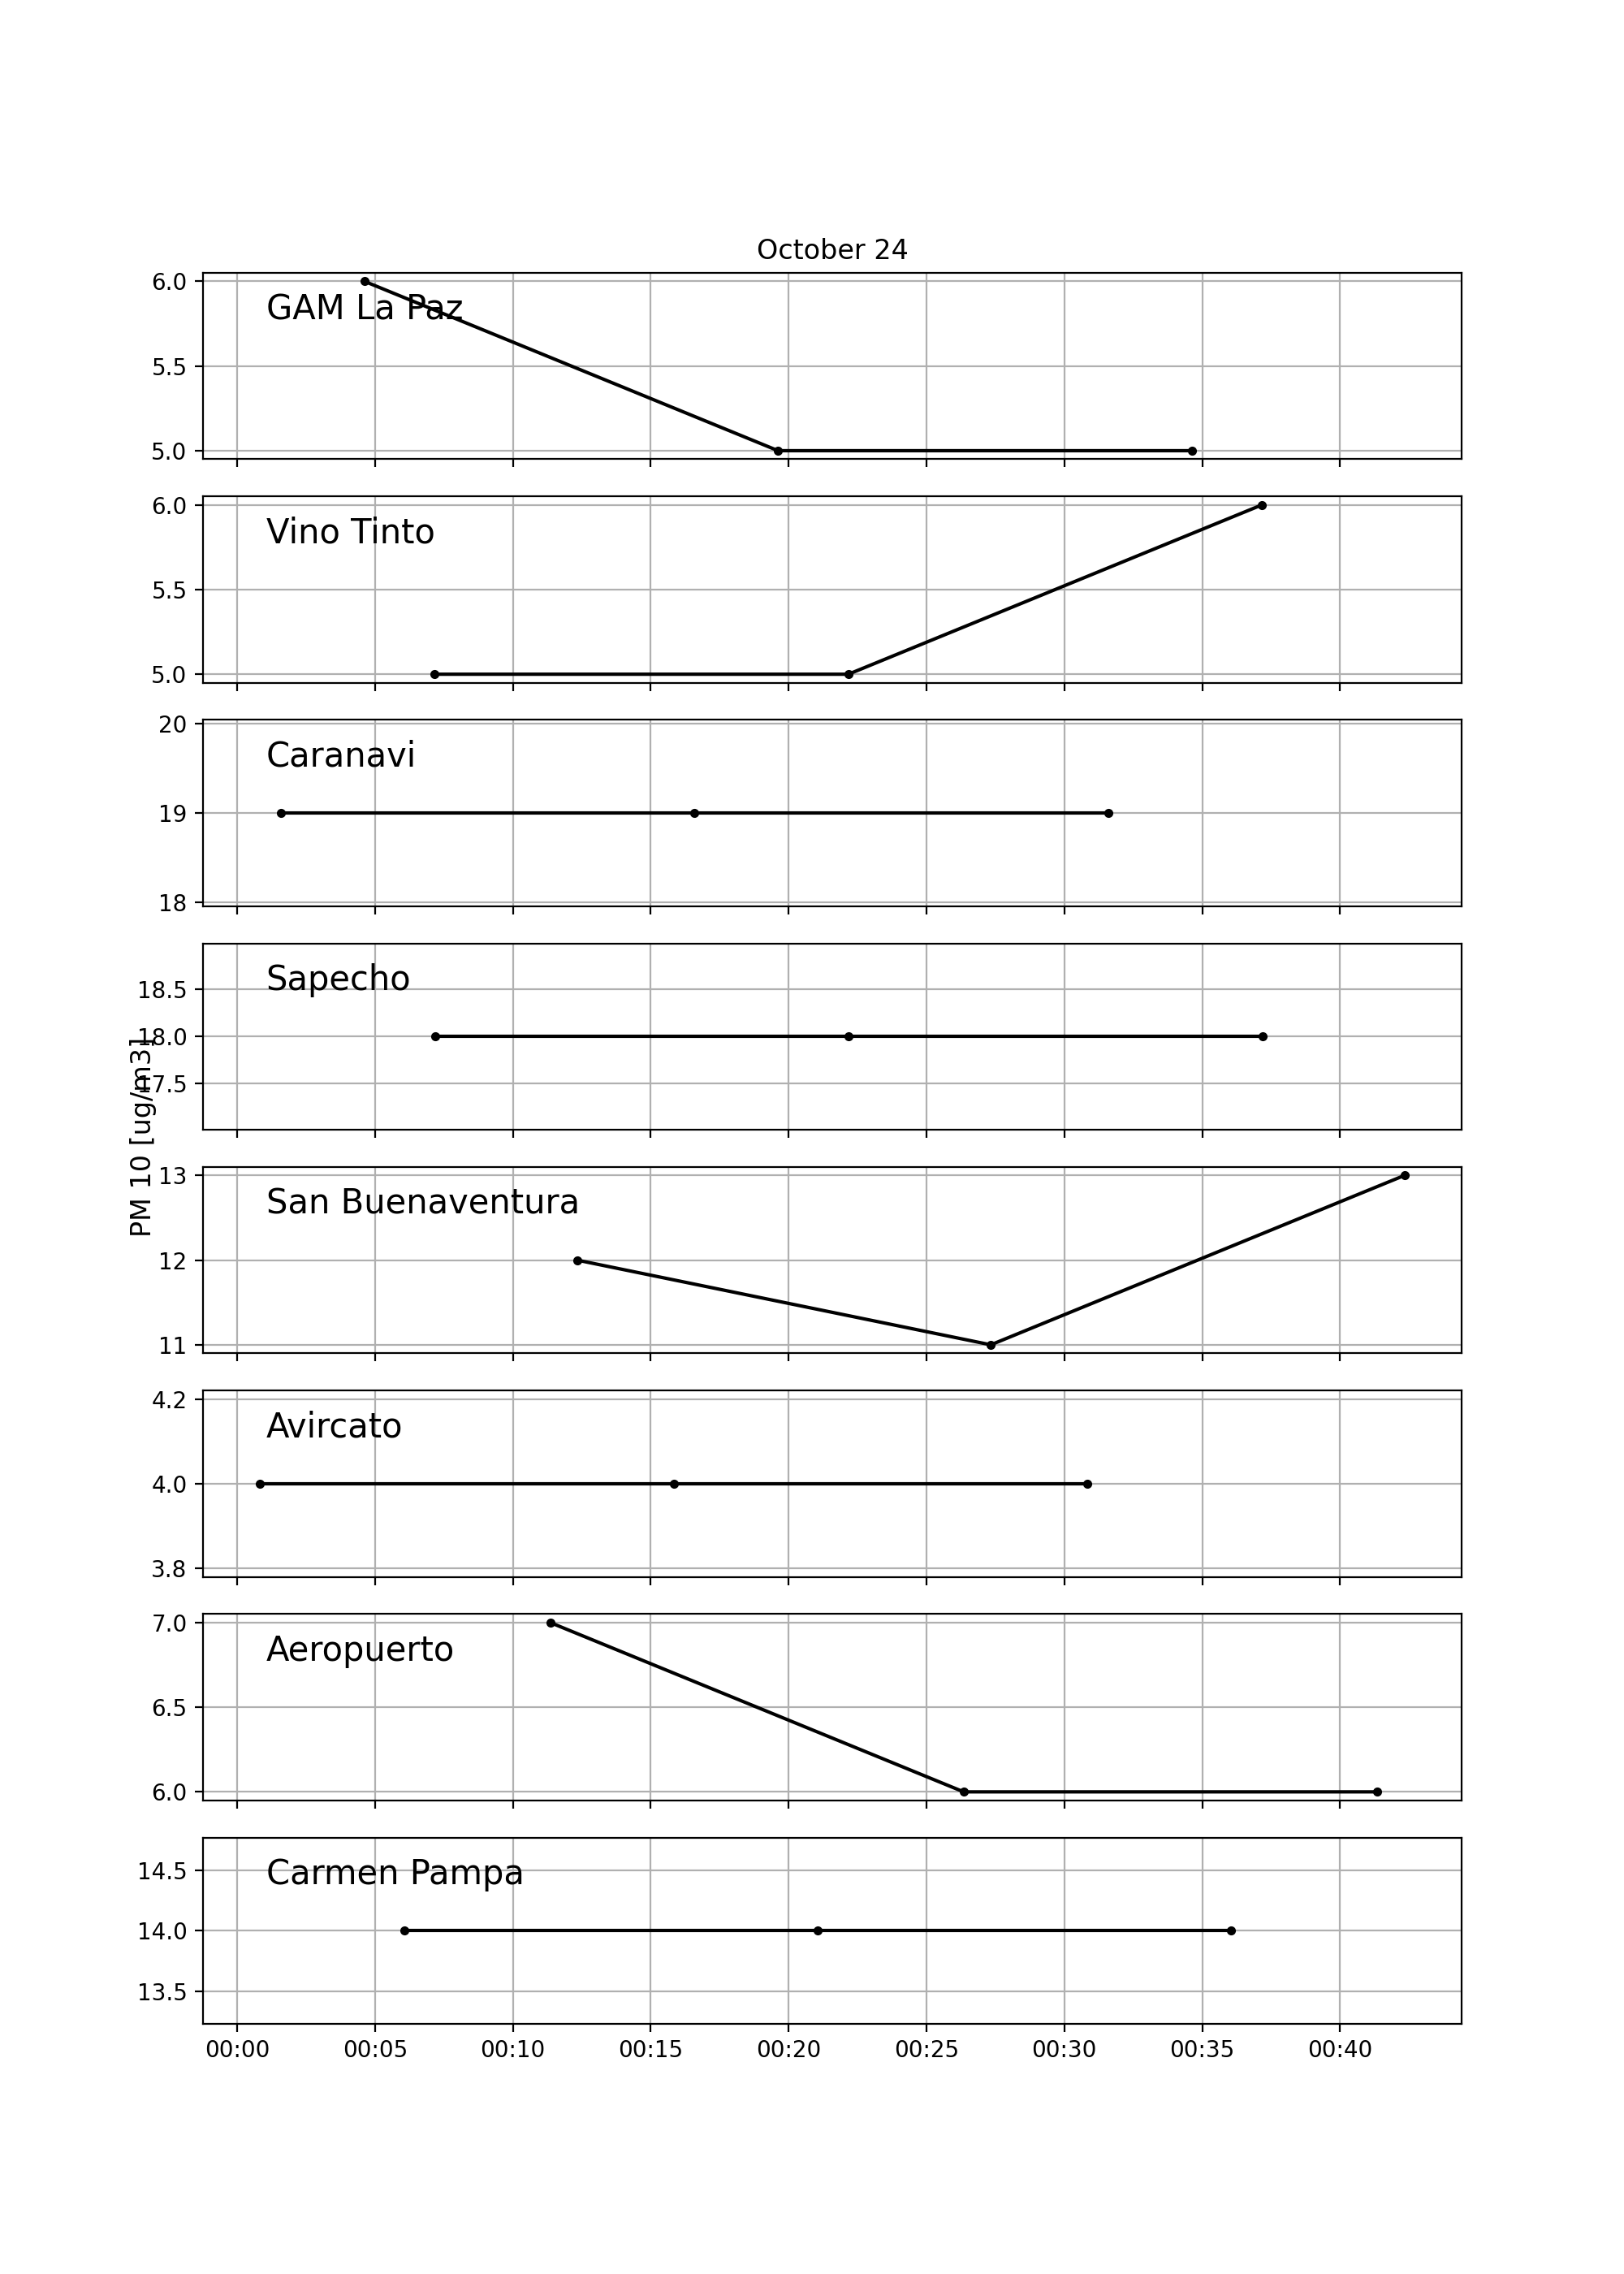 October 24
6.0
GAM La Paz
5.5
5.0
6.0
Vino Tinto
5.5
5.0
20
Caranavi
19
18
Sapecho
18.5
18.0
17.5
PM 10 [ug/m3]
13
San Buenaventura
12
11
4.2
Avircato
4.0
3.8
7.0
Aeropuerto
6.5
6.0
14.5
Carmen Pampa
14.0
13.5
00:00 00:05 00:10 00:15 00:20 00:25 00:30 00:35 00:40